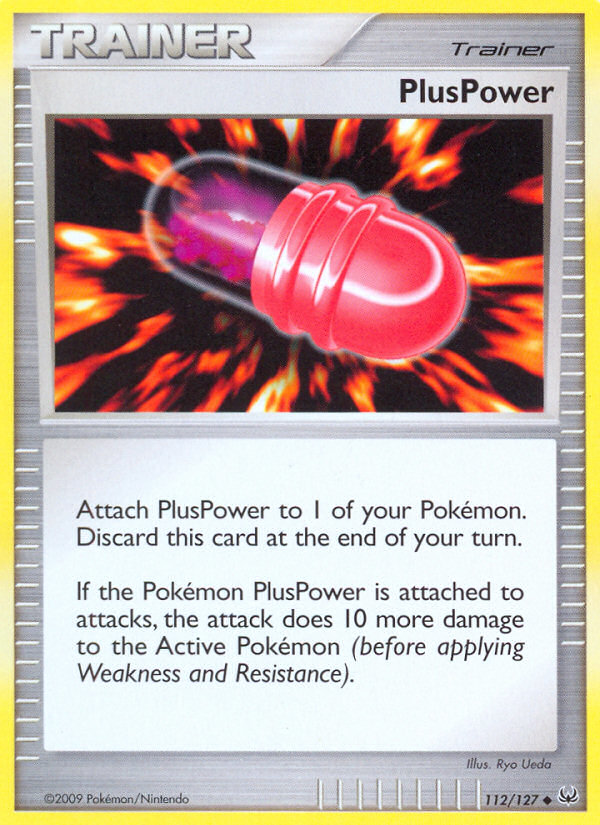 TRAINER
Trainer
PlusPower
Attach PlusPower to 1 of your Pokémon.
Discard this card at the end of your turn.
If the Pokémon PlusPower is attached to
attacks, the attack does 10 more damage
to the Active Pokémon (before applying
Weakness and Resistance).
Illus. Ryo Ueda
©2009 Pokémon/Nintendo
112/127